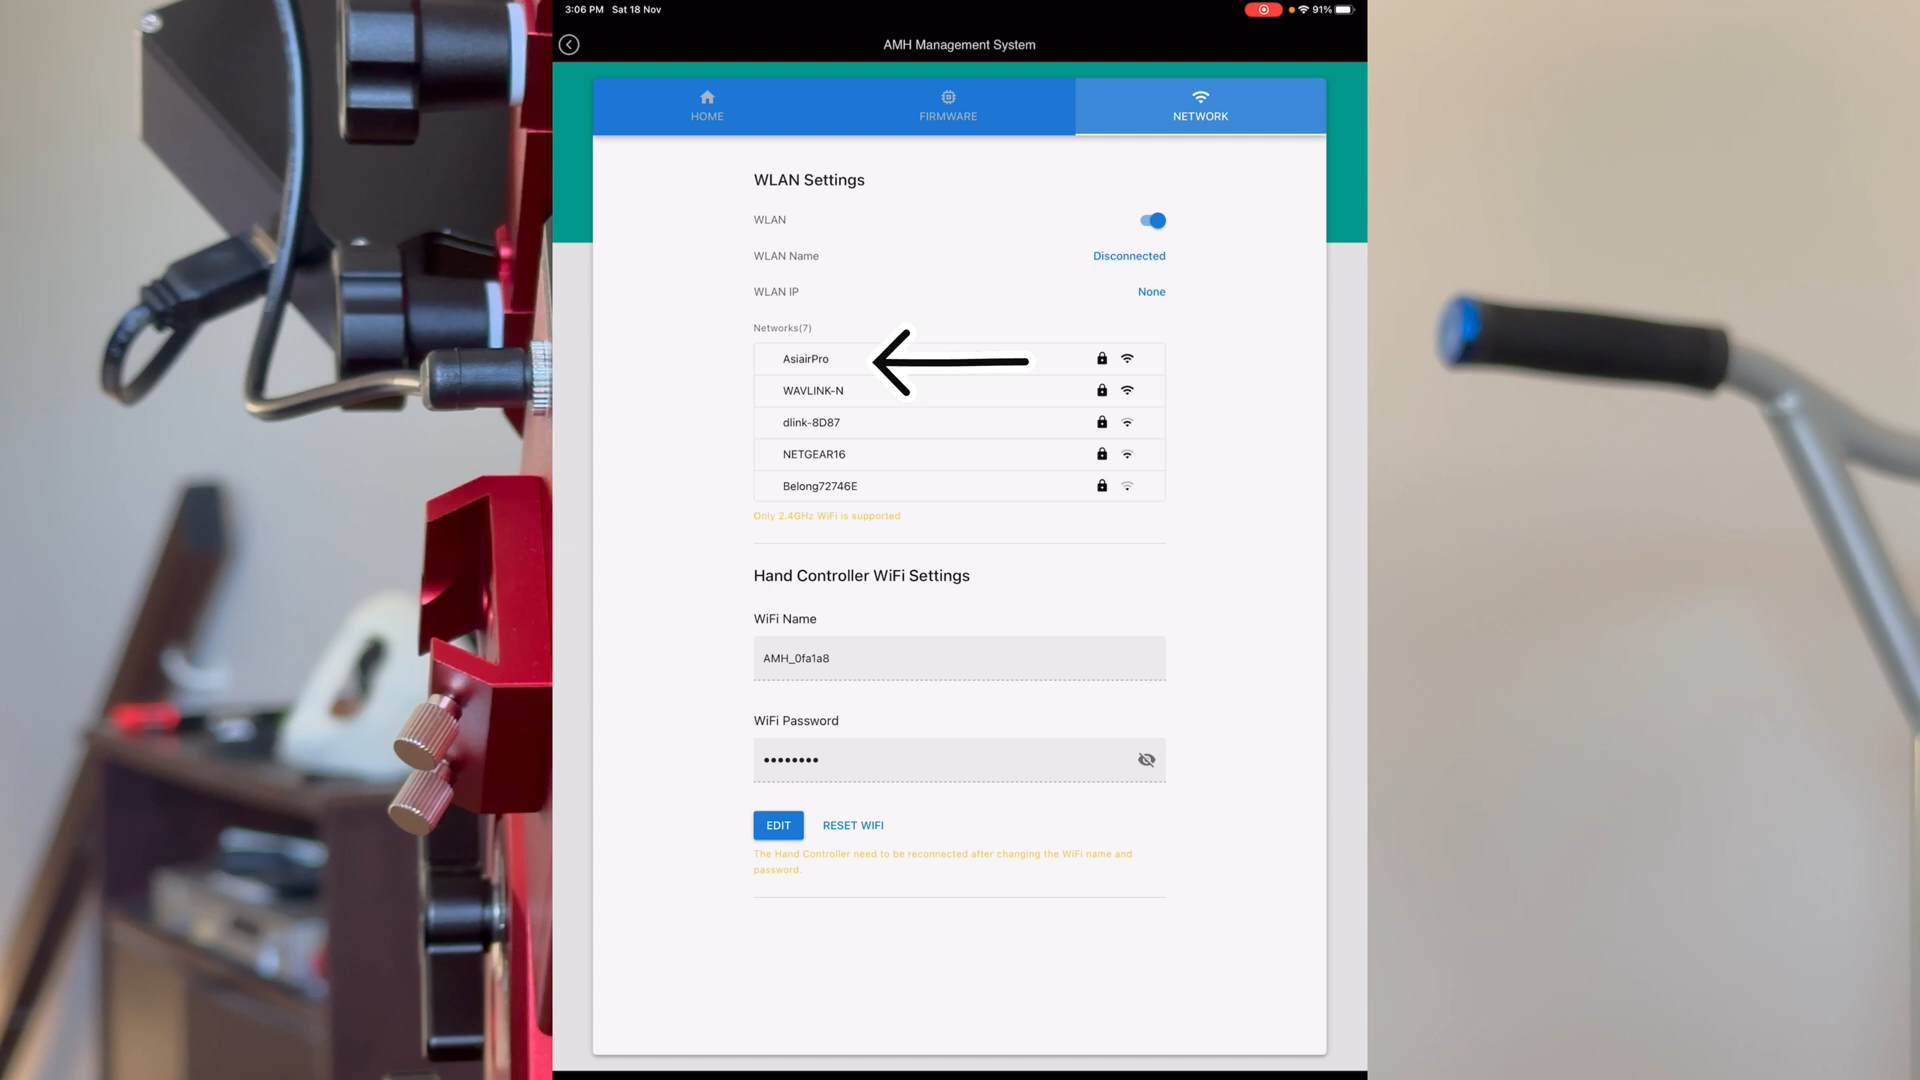 3:06 PM Sat 18 Nov
91%
AMH Management System
HOME
FIRMWARE
NETWORK
WLAN Settings
WLAN
WLAN Name
Disconnected
WLAN IP
None
Networks(7)
AsiairPro
WAVLINK-N
dlink-8D87
NETGEAR16
Belong72746E
Only 2.4GHz WiFi is supported
Hand Controller WiFi Settings
WiFi Name
AMH_0fa1a8
WiFi Password
••••••••
EDIT
RESET WIFI
The Hand Controller need to be reconnected after changing the WiFi name and
password.